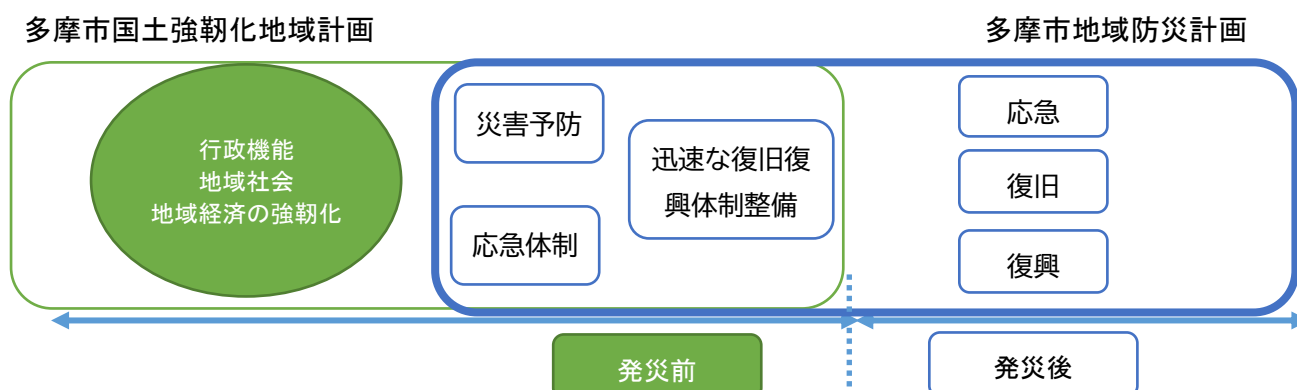 多摩市国土強靭化地域計画
多摩市地域防災計画
行政機能
地域社会
地域経済の強靭化
災害予防
応急体制
迅速な復旧復
興体制整備
応急
復旧
復興
発災前
発災後